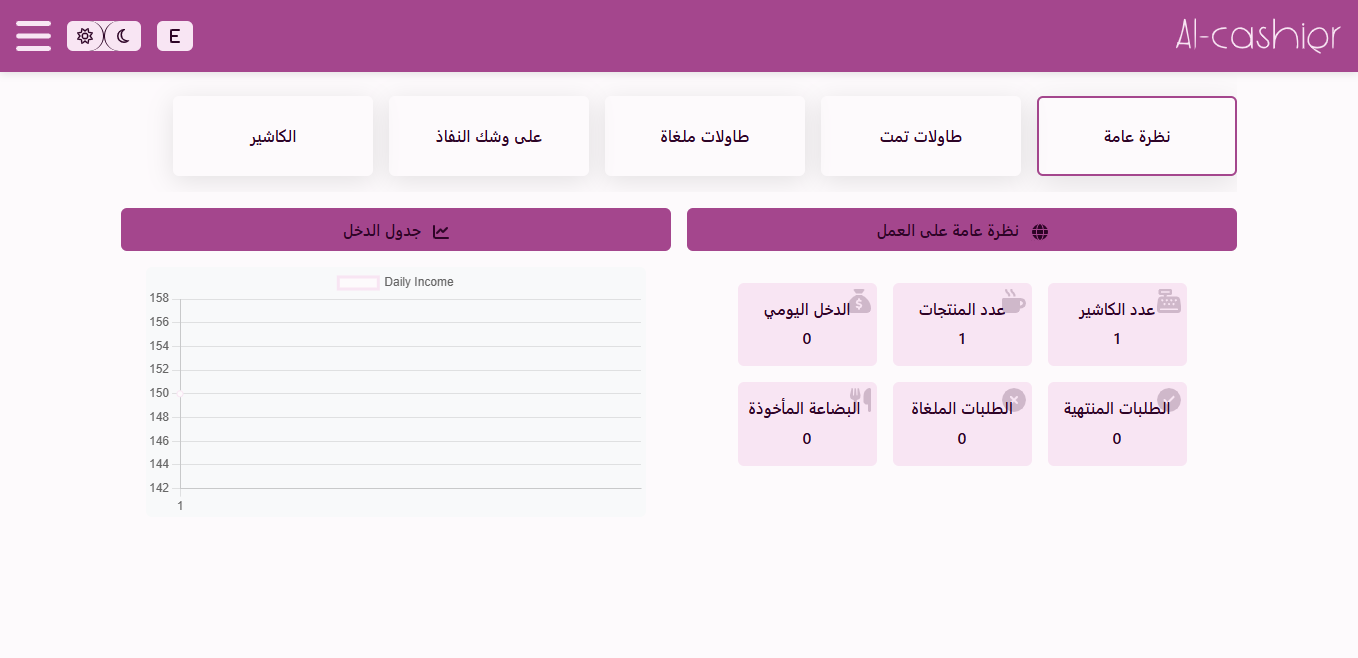 Al-cashier
E
نظرة عامة
طاولات تمت
طاولات ملغاة
على وشك النفاذ
الكاشير
نظرة عامة على العمل
جدول الدخل
عدد الكاشير
1
عدد المنتجات
1
الدخل اليومي
0
الطلبات المنتهية
0
الطلبات الملغاة
0
البضاعة المأخوذة
0
Daily Income
158
156
154
152
150
148
146
144
142
1